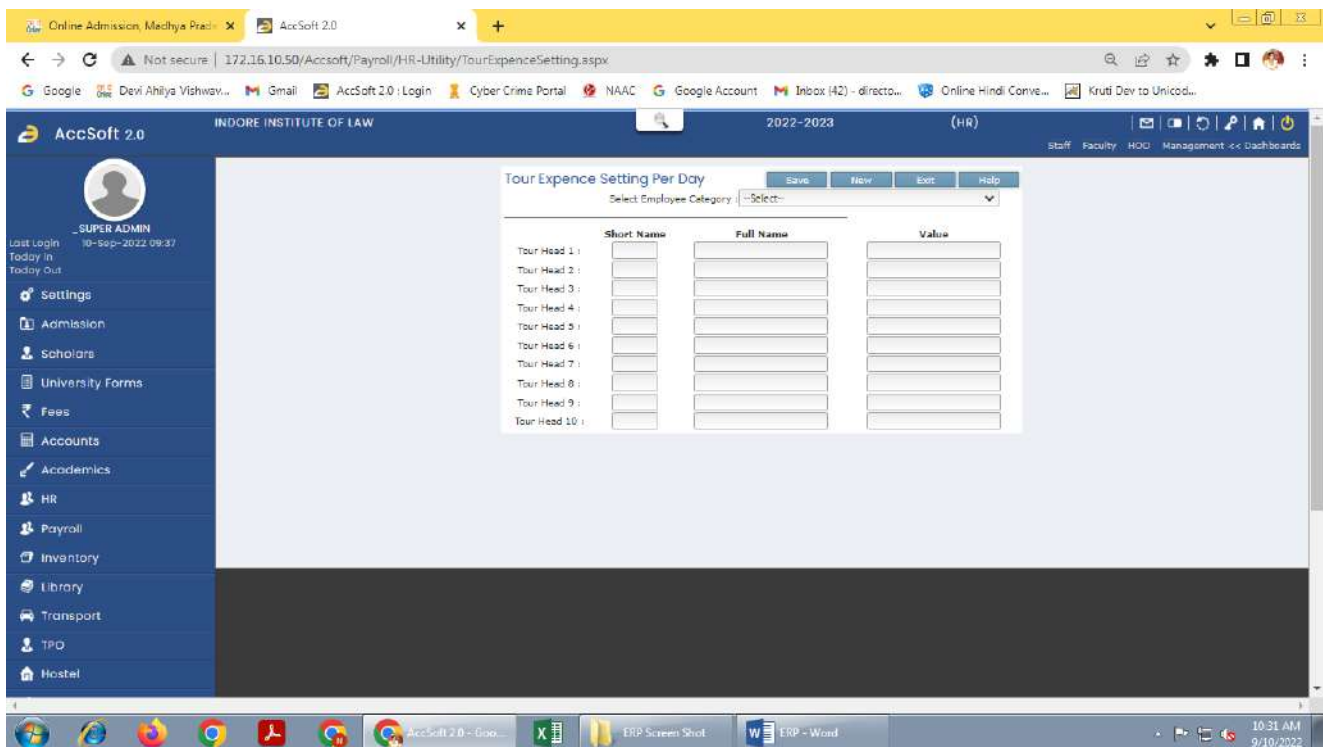 Online Admission, Madhya Prade
AccSoft 2.0
Not secure | 172.16.10.50/Accsoft/Payroll/HR-Utility/TourExpenceSetting.aspx
Google
Devi Ahilya Vishwav...
Gmail
AccSoft 2.0 : Login
Cyber Crime Portal
NAAC
Google Account
Inbox (42) - directo...
Online Hindi Conve...
Kruti Dev to Unicod...
AccSoft 2.0
INDORE INSTITUTE OF LAW
2022-2023
(HR)
Staff Faculty HOD Management << Dashboards
_SUPER ADMIN
Last Login 10-Sep-2022 09:37
Today In
Today Out
Settings
Admission
Scholars
University Forms
Fees
Accounts
Academics
HR
Payroll
Inventory
Library
Transport
TPO
Hostel
Tour Expence Setting Per Day
Save
New
Exit
Help
Select Employee Category : --Select--
Short Name Full Name Value
Tour Head 1 :
Tour Head 2 :
Tour Head 3 :
Tour Head 4 :
Tour Head 5 :
Tour Head 6 :
Tour Head 7 :
Tour Head 8 :
Tour Head 9 :
Tour Head 10 :
AccSoft 2.0 - Goo...
ERP Screen Shot
ERP - Word
10:31 AM
9/10/2022